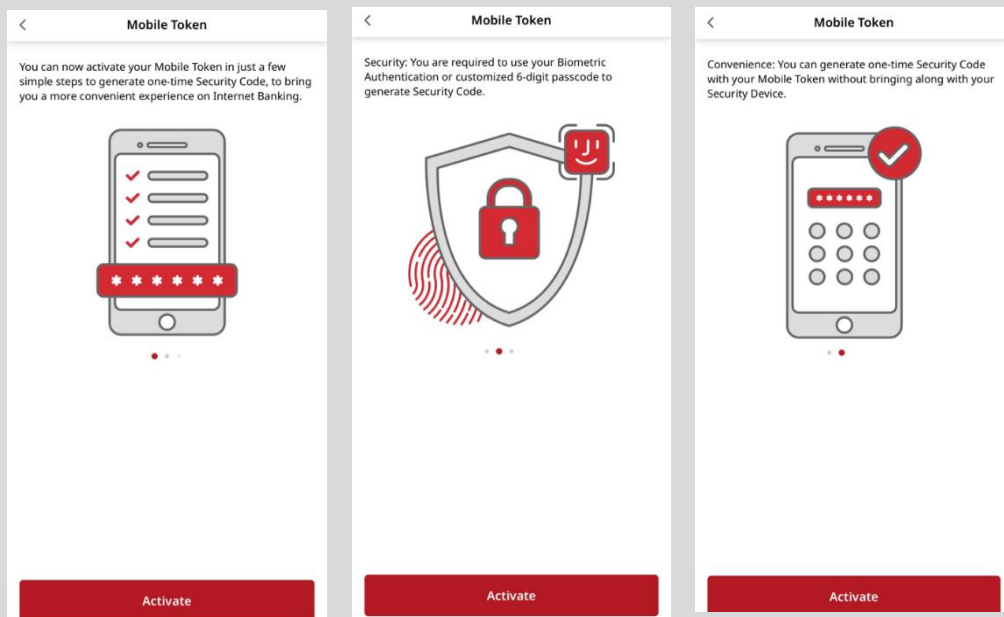 Mobile Token
You can now activate your Mobile Token in just a few
simple steps to generate one-time Security Code, to bring
you a more convenient experience on Internet Banking.
******
Activate
Mobile Token
Security: You are required to use your Biometric
Authentication or customized 6-digit passcode to
generate Security Code.
Activate
Mobile Token
Convenience: You can generate one-time Security Code
with your Mobile Token without bringing along with your
Security Device.
******
Activate